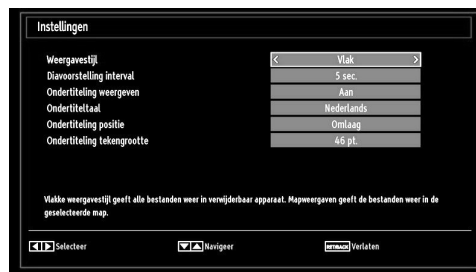 Instellingen
Weergavestijl < Vlak >
Diavoorstelling interval 5 sec.
Ondertiteling weergeven Aan
Ondertiteltaal Nederlands
Ondertiteling positie Omlaag
Ondertiteling tekengrootte 46 pt.
Vlakke weergavestijl geeft alle bestanden weer in verwijderbaar apparaat. Mapweergaven geeft de bestanden weer in de
geselecteerde map.
Selecteer Navigeer RET/BACK Verlaten